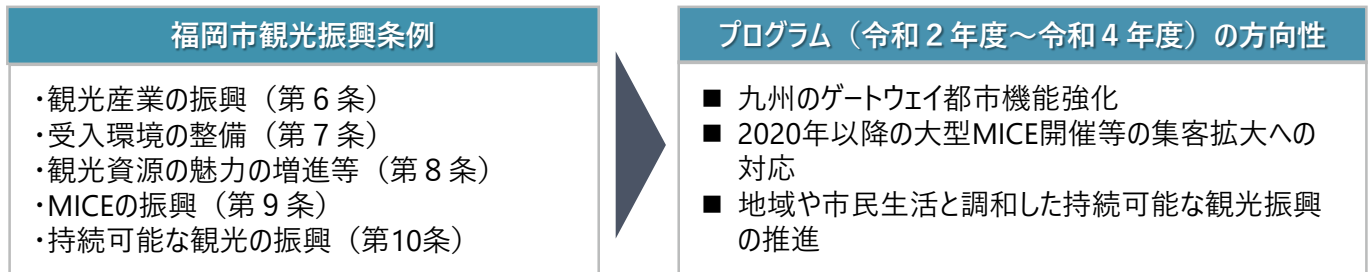 福岡市観光振興条例
・観光産業の振興（第６条）
・受入環境の整備（第７条）
・観光資源の魅力の増進等（第８条）
・MICEの振興（第９条）
・持続可能な観光の振興（第10条）
プログラム（令和２年度～令和４年度）の方向性
■ 九州のゲートウェイ都市機能強化
■ 2020年以降の大型MICE開催等の集客拡大への
対応
■ 地域や市民生活と調和した持続可能な観光振興
の推進